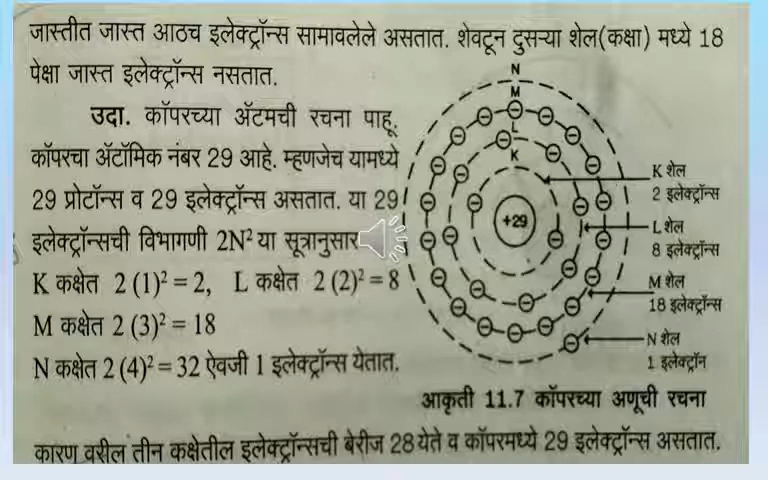 जास्तीत जास्त आठच इलेक्ट्रॉन्स सामावलेले असतात. शेवटून दुसऱ्या शेल(कक्षा) मध्ये 18
पेक्षा जास्त इलेक्ट्रॉन्स नसतात.
उदा. कॉपरच्या ॲटमची रचना पाहू.
कॉपरचा ॲटॉमिक नंबर 29 आहे. म्हणजेच यामध्ये
29 प्रोटॉन्स व 29 इलेक्ट्रॉन्स असतात. या 29
इलेक्ट्रॉन्सची विभागणी 2N² या सूत्रानुसार
K कक्षेत 2 (1)² = 2, L कक्षेत 2 (2)² = 8
M कक्षेत 2 (3)² = 18
N कक्षेत 2 (4)² = 32 ऐवजी 1 इलेक्ट्रॉन्स येतात.
N
M
L
K
+29
K शेल
2 इलेक्ट्रॉन्स
L शेल
8 इलेक्ट्रॉन्स
M शेल
18 इलेक्ट्रॉन्स
N शेल
1 इलेक्ट्रॉन
आकृती 11.7 कॉपरच्या अणूची रचना
कारण वरील तीन कक्षेतील इलेक्ट्रॉन्सची बेरीज 28 येते व कॉपरमध्ये 29 इलेक्ट्रॉन्स असतात.